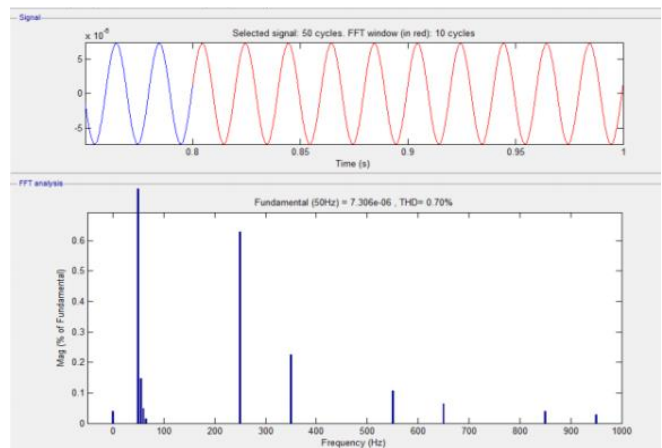 Signal
Selected signal: 50 cycles. FFT window (in red): 10 cycles
x 10
5
0
-5
0.8 0.85 0.9 0.95 1
Time (s)
FFT analysis
Fundamental (50Hz) = 7.306e-06 , THD= 0.70%
Mag (% of Fundamental)
0.6
0.5
0.4
0.3
0.2
0.1
0
0 100 200 300 400 500 600 700 800 900 1000
Frequency (Hz)